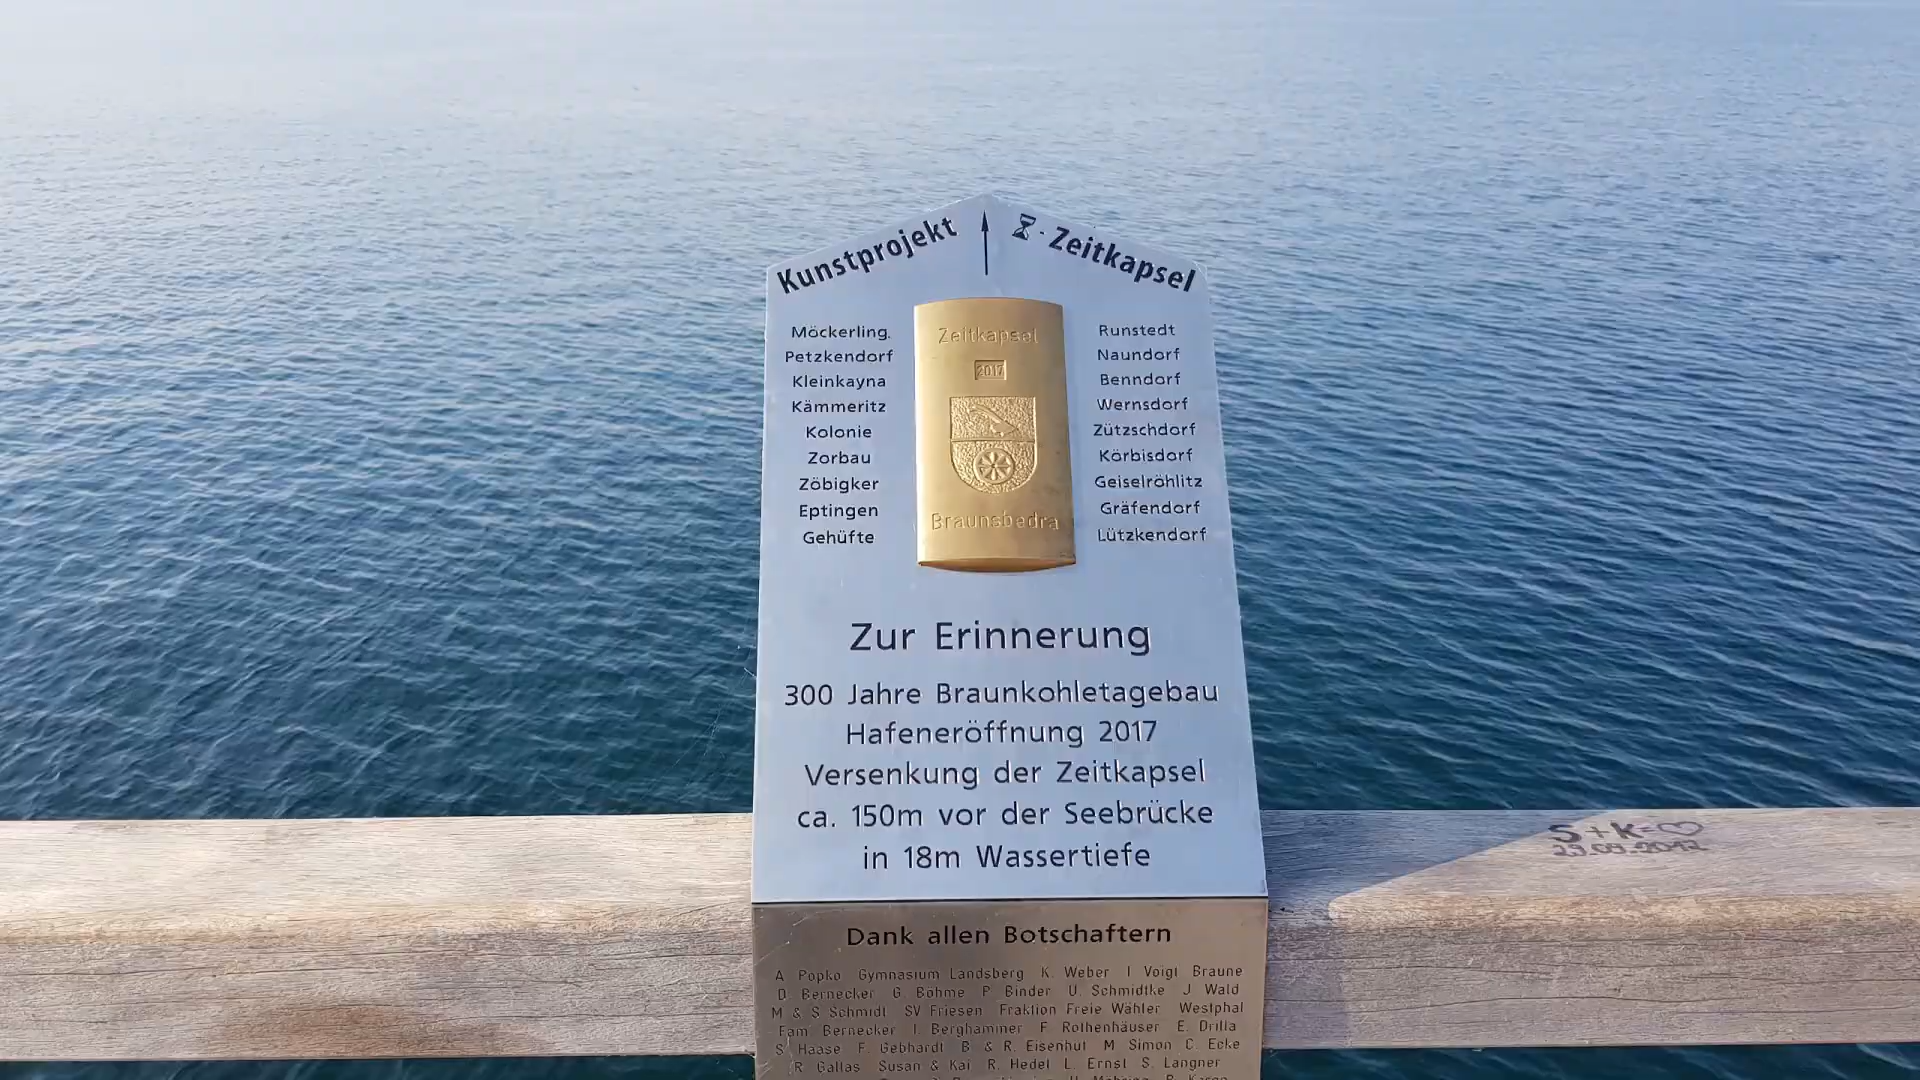 Kunstprojekt ↑ ⌛-Zeitkapsel
Möckerling.
Petzkendorf
Kleinkayna
Kämmeritz
Kolonie
Zorbau
Zöbigker
Eptingen
Gehüfte
Zeitkapsel
2017
Braunsbedra
Runstedt
Naundorf
Benndorf
Wernsdorf
Zützschdorf
Körbisdorf
Geiselröhlitz
Gräfendorf
Lützkendorf
Zur Erinnerung
300 Jahre Braunkohletagebau
Hafeneröffnung 2017
Versenkung der Zeitkapsel
ca. 150m vor der Seebrücke
in 18m Wassertiefe
S + K = ♡
Dank allen Botschaftern
A Popko Gymnasium Landsberg K. Weber I Voigt Braune
D. Bernecker G. Böhme P. Binder U. Schmidtke J. Wald
M & S Schmidt SV Friesen Fraktion Freie Wähler Westphal
Fam. Bernecker I. Berghammer F. Rothenhäuser E. Drilla
S. Haase F. Gebhardt B & R. Eisenhut M. Simon C. Ecke
R. Gallas Susan & Kai R. Hedel L. Ernst S. Langner